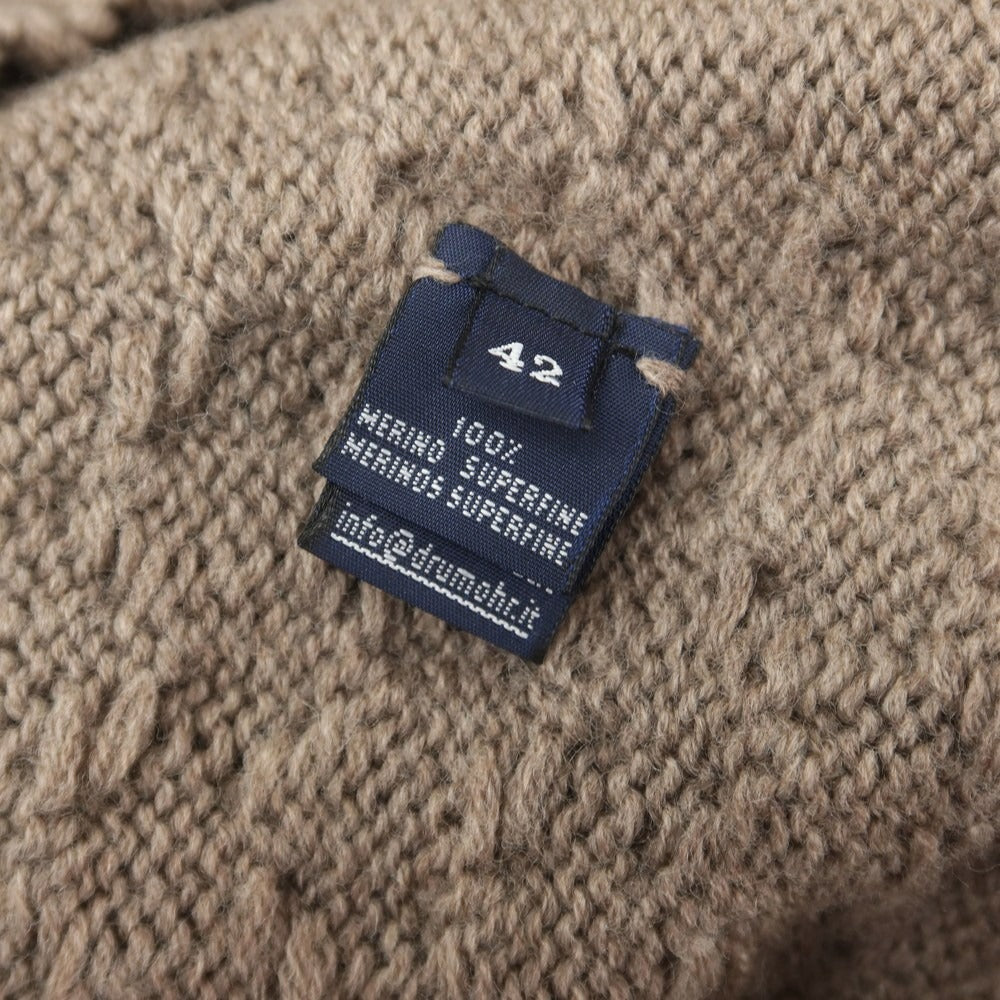 42
100%
MERINO SUPERFINE
MERINOS SUPERFINE
info@drumohr.it